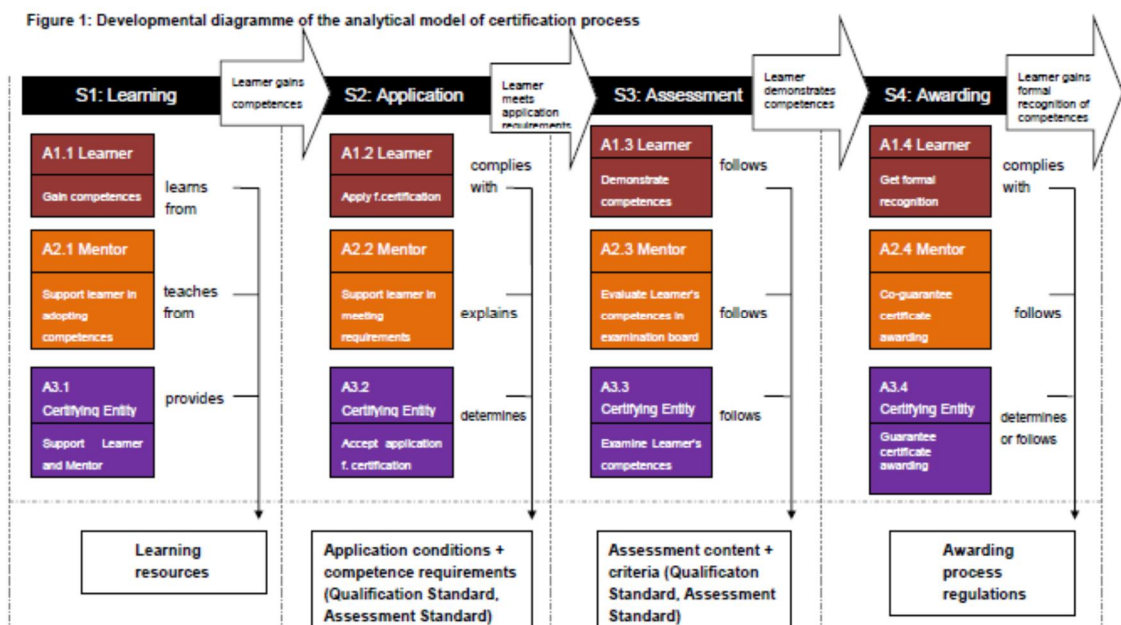 Figure 1: Developmental diagramme of the analytical model of certification process
S1: Learning
Learner gains
competences
S2: Application
Learner
meets
application
requirements
S3: Assessment
Learner
demonstrates
competences
S4: Awarding
Learner gains
formal
recognition of
competences
A1.1 Learner
Gain competences
learns
from
A2.1 Mentor
Support learner in
adopting
competences
teaches
from
A3.1
Certifying Entity
Support Learner
and Mentor
provides
Learning
resources
A1.2 Learner
Apply f.certification
complies
with
A2.2 Mentor
Support learner in
meeting
requirements
explains
A3.2
Certifying Entity
Accept application
f. certification
determines
Application conditions +
competence requirements
(Qualification Standard,
Assessment Standard)
A1.3 Learner
Demonstrate
competences
follows
A2.3 Mentor
Evaluate Learner's
competences in
examination board
follows
A3.3
Certifying Entity
Examine Learner's
competences
follows
Assessment content +
criteria (Qualificaton
Standard, Assessment
Standard)
A1.4 Learner
Get formal
recognition
complies
with
A2.4 Mentor
Co-guarantee
certificate
awarding
follows
A3.4
Certifying Entity
Guarantee
certificate
awarding
determines
or follows
Awarding
process
regulations